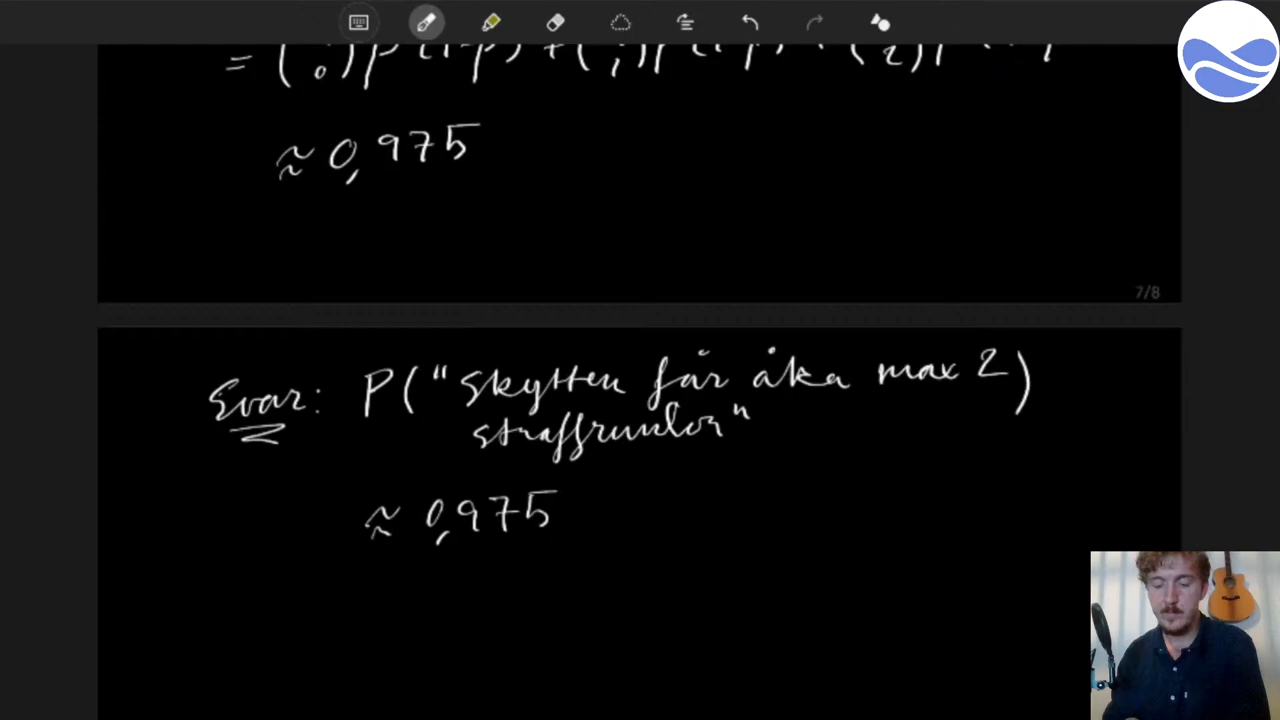 ≈ 0,975
7/8
Svar: P("Skytten får åka max 2)
straffrundor"
≈ 0,975